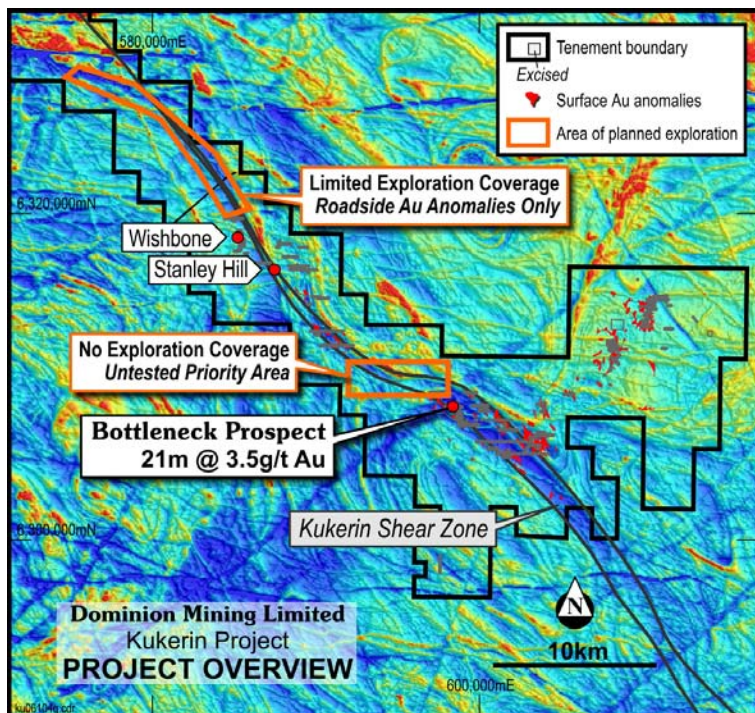 580,000mE
Tenement boundary
Excised
Surface Au anomalies
Area of planned exploration
Limited Exploration Coverage
Roadside Au Anomalies Only
6,320,000mN
Wishbone
Stanley Hill
No Exploration Coverage
Untested Priority Area
Bottleneck Prospect
21m @ 3.5g/t Au
Kukerin Shear Zone
6,300,000mN
Dominion Mining Limited
Kukerin Project
PROJECT OVERVIEW
N
10km
600,000mE
ku06104g.cdr